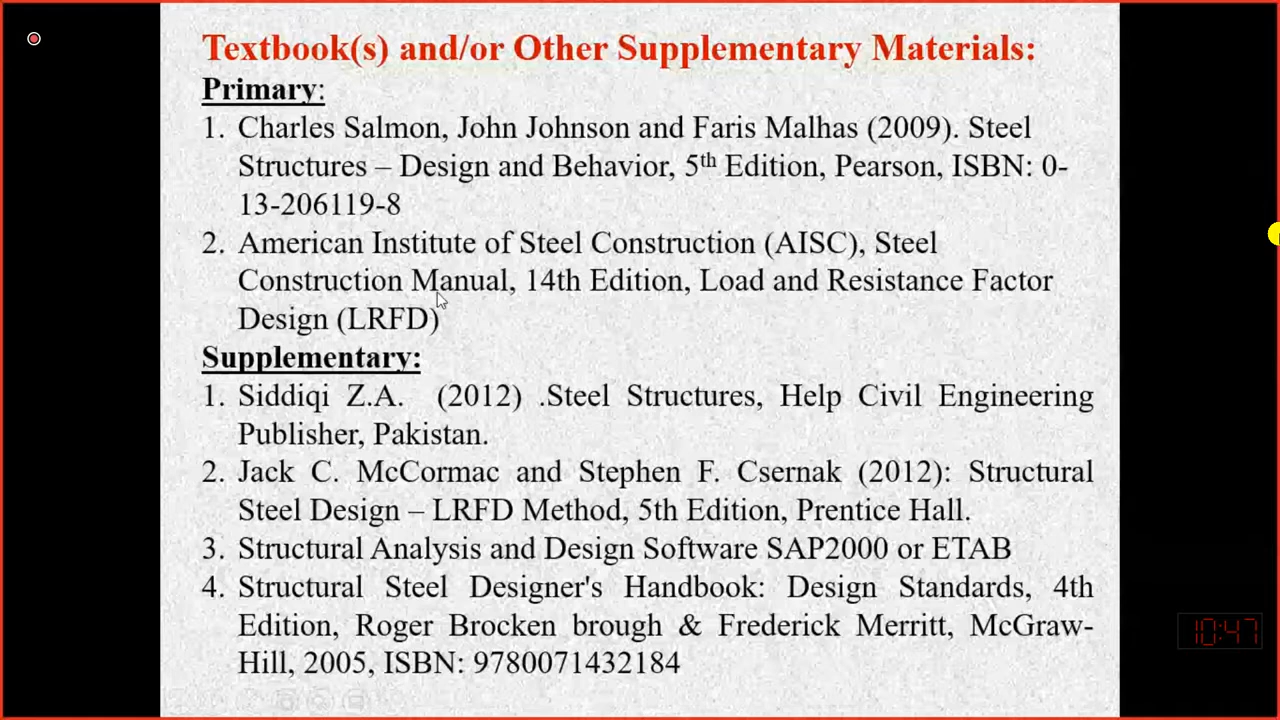 Textbook(s) and/or Other Supplementary Materials:
Primary:
1. Charles Salmon, John Johnson and Faris Malhas (2009). Steel
Structures – Design and Behavior, 5th Edition, Pearson, ISBN: 0-
13-206119-8
2. American Institute of Steel Construction (AISC), Steel
Construction Manual, 14th Edition, Load and Resistance Factor
Design (LRFD)
Supplementary:
1. Siddiqi Z.A. (2012) .Steel Structures, Help Civil Engineering
Publisher, Pakistan.
2. Jack C. McCormac and Stephen F. Csernak (2012): Structural
Steel Design – LRFD Method, 5th Edition, Prentice Hall.
3. Structural Analysis and Design Software SAP2000 or ETAB
4. Structural Steel Designer's Handbook: Design Standards, 4th
Edition, Roger Brocken brough & Frederick Merritt, McGraw-
Hill, 2005, ISBN: 9780071432184
10:47